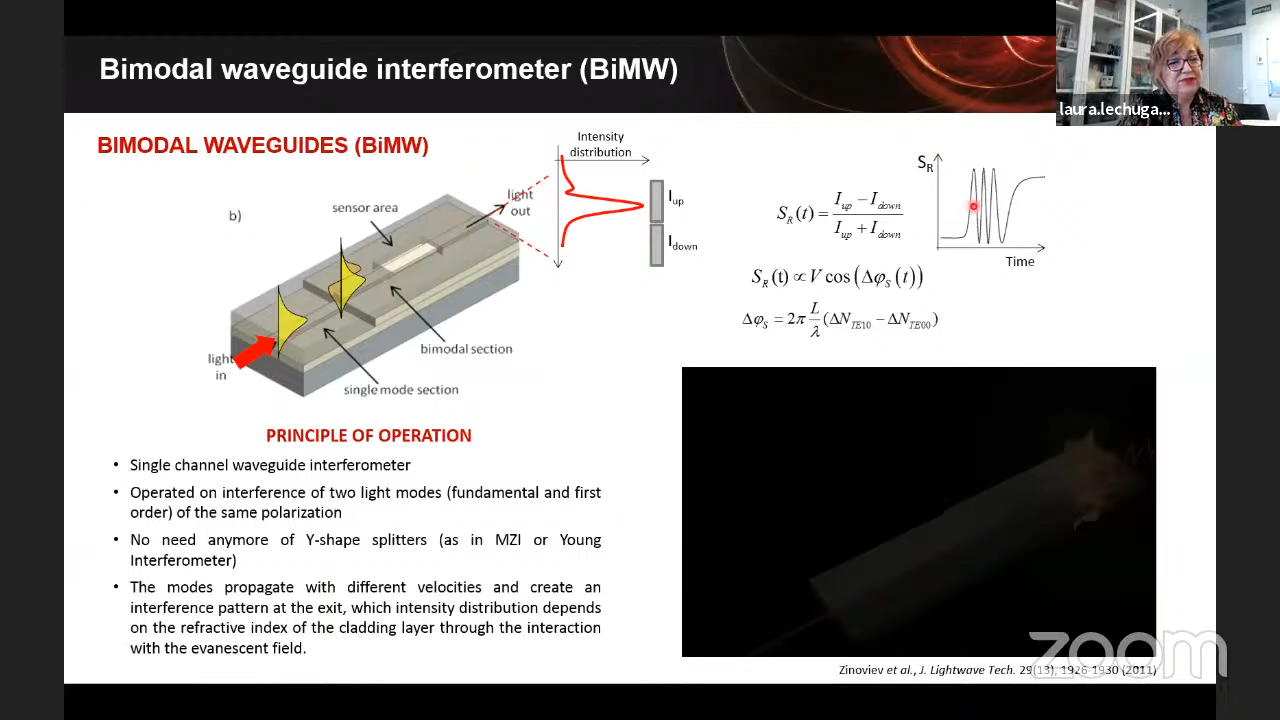 Bimodal waveguide interferometer (BiMW)
laura.lechuga...
BIMODAL WAVEGUIDES (BiMW)
b)
sensor area
light
out
light
in
bimodal section
single mode section
Intensity
distribution
I_up
I_down
S_R(t) = (I_up − I_down) / (I_up + I_down)
S_R(t) ∝ V cos(Δφ_S(t))
Δφ_S = 2π L/λ (ΔN_TE10 − ΔN_TE00)
S_R
Time
PRINCIPLE OF OPERATION
• Single channel waveguide interferometer
• Operated on interference of two light modes (fundamental and first
order) of the same polarization
• No need anymore of Y-shape splitters (as in MZI or Young
Interferometer)
• The modes propagate with different velocities and create an
interference pattern at the exit, which intensity distribution depends
on the refractive index of the cladding layer through the interaction
with the evanescent field.
Zinoviev et al., J. Lightwave Tech. 29(13), 1926-1930 (2011)
zoom